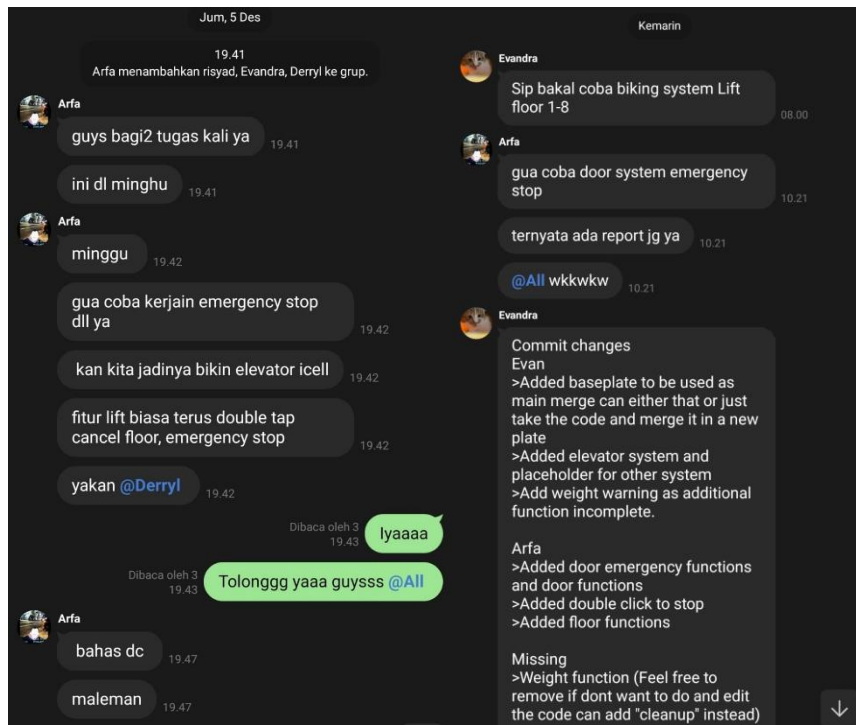 Jum, 5 Des
19.41
Arfa menambahkan risyad, Evandra, Derryl ke grup.
Arfa
guys bagi2 tugas kali ya
19.41
ini dl minghu
19.41
Arfa
minggu
19.42
gua coba kerjain emergency stop
dll ya
19.42
kan kita jadinya bikin elevator icell
19.42
fitur lift biasa terus double tap
cancel floor, emergency stop
19.42
yakan @Derryl
19.42
Dibaca oleh 3
19.43
Iyaaaa
Dibaca oleh 3
19.43
Tolonggg yaaa guysss @All
Arfa
bahas dc
19.47
maleman
19.47
Kemarin
Evandra
Sip bakal coba biking system Lift
floor 1-8
08.00
Arfa
gua coba door system emergency
stop
10.21
ternyata ada report jg ya
10.21
@All wkkwkw
10.21
Evandra
Commit changes
Evan
>Added baseplate to be used as
main merge can either that or just
take the code and merge it in a new
plate
>Added elevator system and
placeholder for other system
>Add weight warning as additional
function incomplete.
Arfa
>Added door emergency functions
and door functions
>Added double click to stop
>Added floor functions
Missing
>Weight function (Feel free to
remove if dont want to do and edit
the code can add "cleanup" instead)